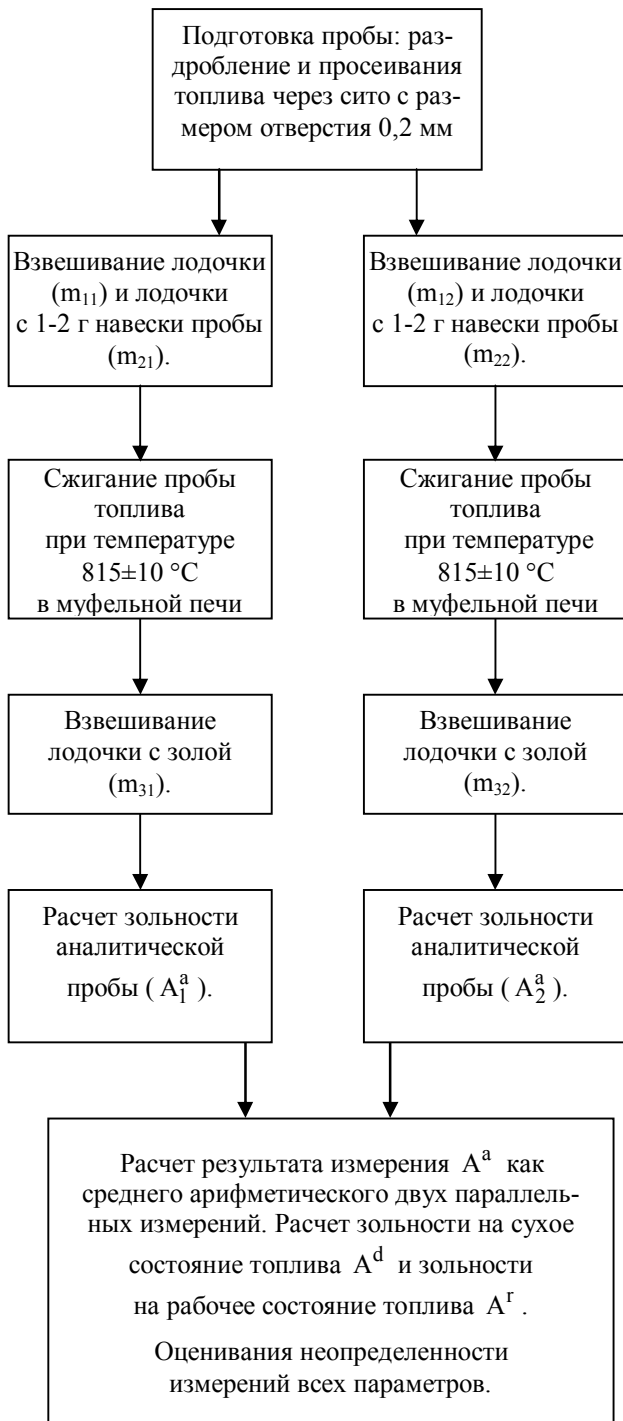 Подготовка пробы: раз-
дробление и просеивания
топлива через сито с раз-
мером отверстия 0,2 мм
Взвешивание лодочки
(m₁₁) и лодочки
с 1-2 г навески пробы
(m₂₁).
Взвешивание лодочки
(m₁₂) и лодочки
с 1-2 г навески пробы
(m₂₂).
Сжигание пробы
топлива
при температуре
815±10 °С
в муфельной печи
Сжигание пробы
топлива
при температуре
815±10 °С
в муфельной печи
Взвешивание
лодочки с золой
(m₃₁).
Взвешивание
лодочки с золой
(m₃₂).
Расчет зольности
аналитической
пробы ( A₁ᵃ ).
Расчет зольности
аналитической
пробы ( A₂ᵃ ).
Расчет результата измерения Aᵃ как
среднего арифметического двух параллель-
ных измерений. Расчет зольности на сухое
состояние топлива Aᵈ и зольности
на рабочее состояние топлива Aʳ .
Оценивания неопределенности
измерений всех параметров.